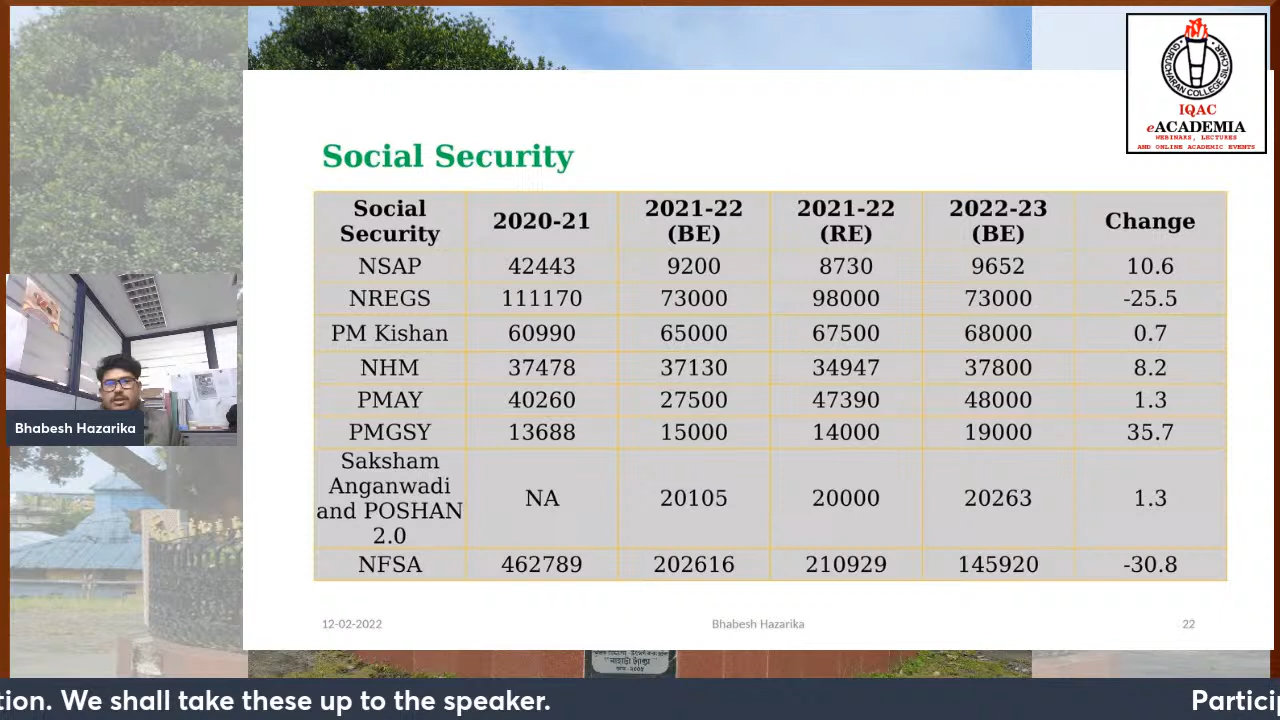 GURUCHARAN COLLEGE SILCHAR
IQAC
eACADEMIA
WEBINARS, LECTURES
AND ONLINE ACADEMIC EVENTS
Social Security
Social Security 2020-21 2021-22 (BE) 2021-22 (RE) 2022-23 (BE) Change
NSAP 42443 9200 8730 9652 10.6
NREGS 111170 73000 98000 73000 -25.5
PM Kishan 60990 65000 67500 68000 0.7
NHM 37478 37130 34947 37800 8.2
PMAY 40260 27500 47390 48000 1.3
PMGSY 13688 15000 14000 19000 35.7
Saksham Anganwadi and POSHAN 2.0 NA 20105 20000 20263 1.3
NFSA 462789 202616 210929 145920 -30.8
Bhabesh Hazarika
12-02-2022 Bhabesh Hazarika 22
tion. We shall take these up to the speaker. Particip